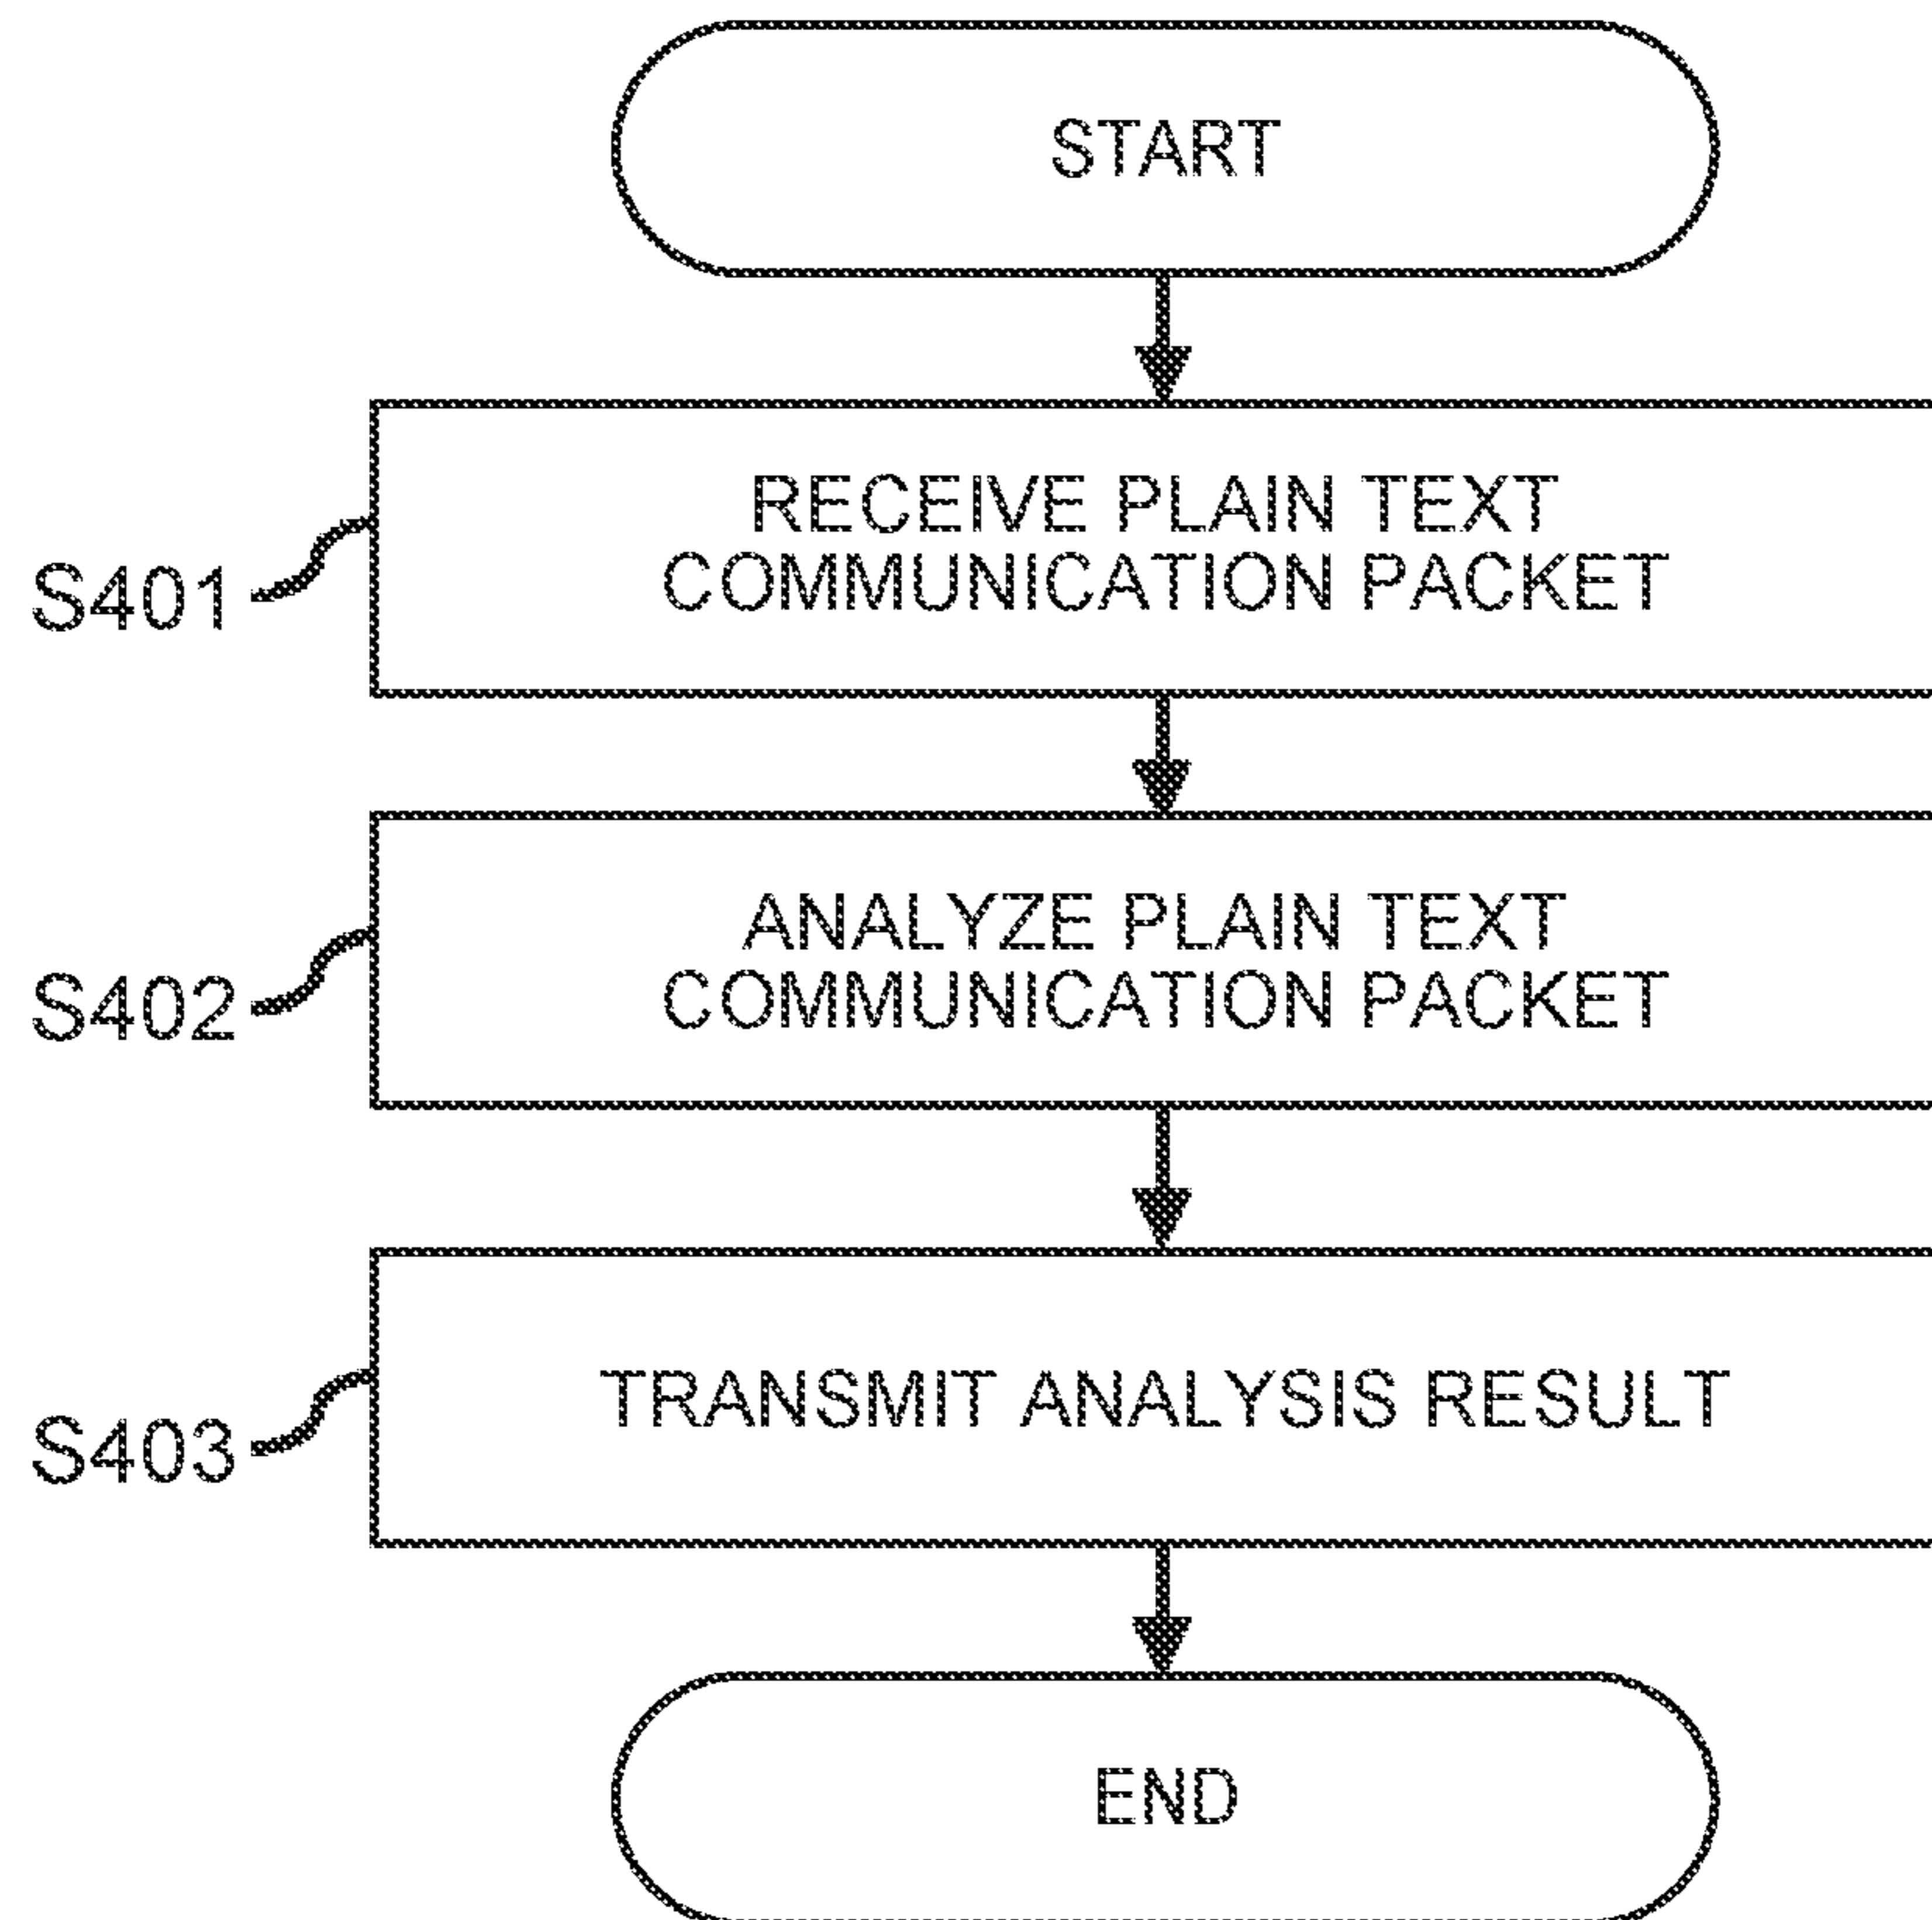 START
RECEIVE PLAIN TEXT
COMMUNICATION PACKET
S401
ANALYZE PLAIN TEXT
COMMUNICATION PACKET
S402
TRANSMIT ANALYSIS RESULT
S403
END